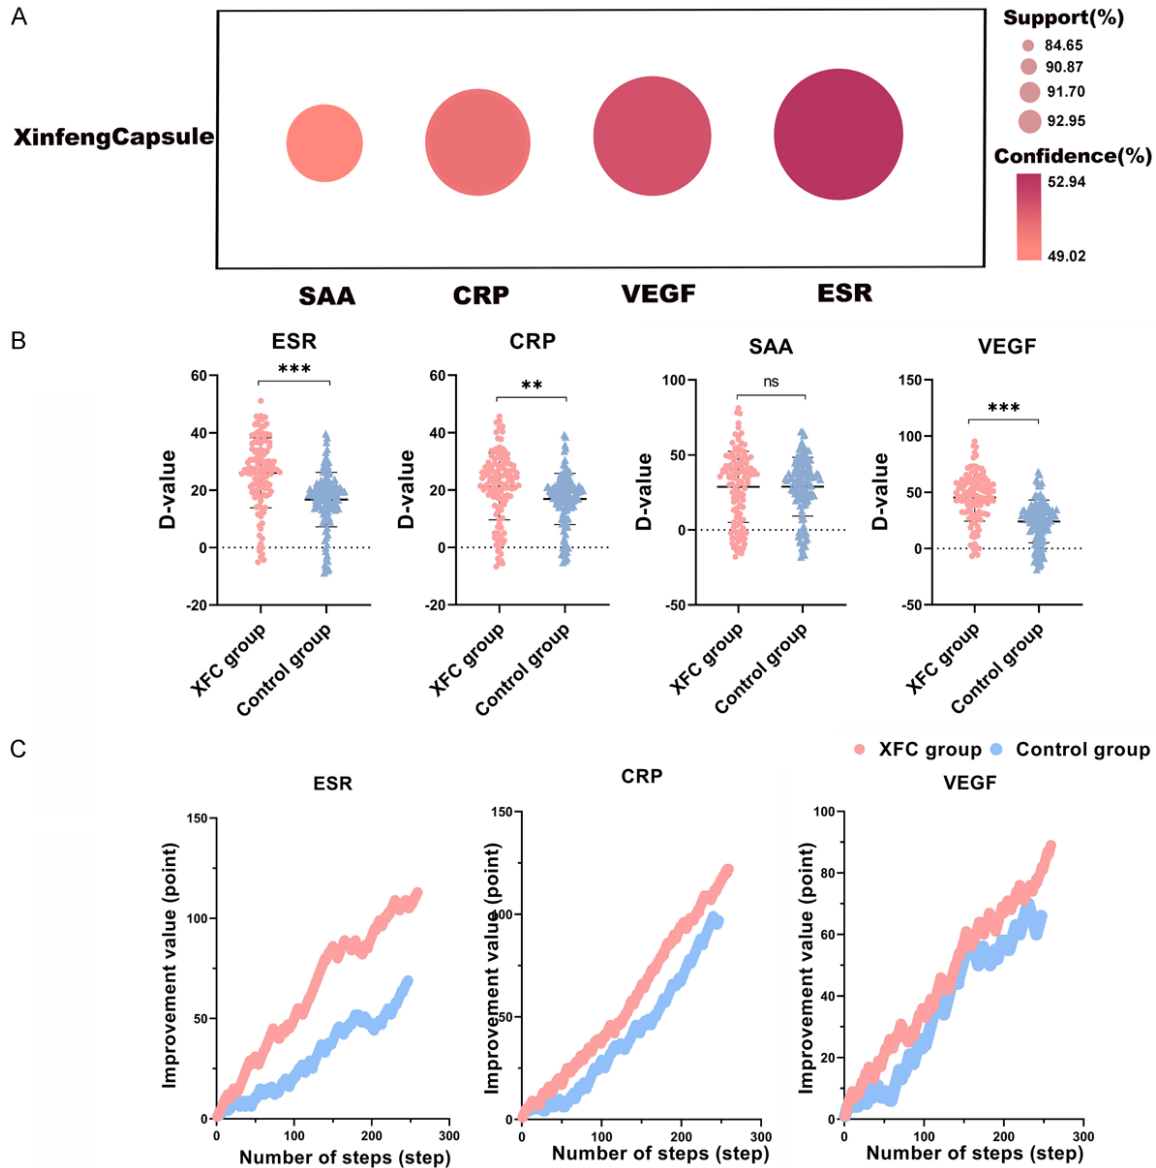 A
Support(%)
84.65
90.87
91.70
92.95
XinfengCapsule
Confidence(%)
52.94
49.02
SAA CRP VEGF ESR
B
ESR
***
60
40
20
0
-20
D-value
XFC group
Control group
CRP
**
60
40
20
0
-20
D-value
XFC group
Control group
SAA
ns
100
50
0
-50
D-value
XFC group
Control group
VEGF
***
150
100
50
0
-50
D-value
XFC group
Control group
C
XFC group Control group
ESR
150
100
50
0
Improvement value (point)
0 100 200 300
Number of steps (step)
CRP
150
100
50
0
Improvement value (point)
0 100 200 300
Number of steps (step)
VEGF
100
80
60
40
20
0
Improvement value (point)
0 100 200 300
Number of steps (step)